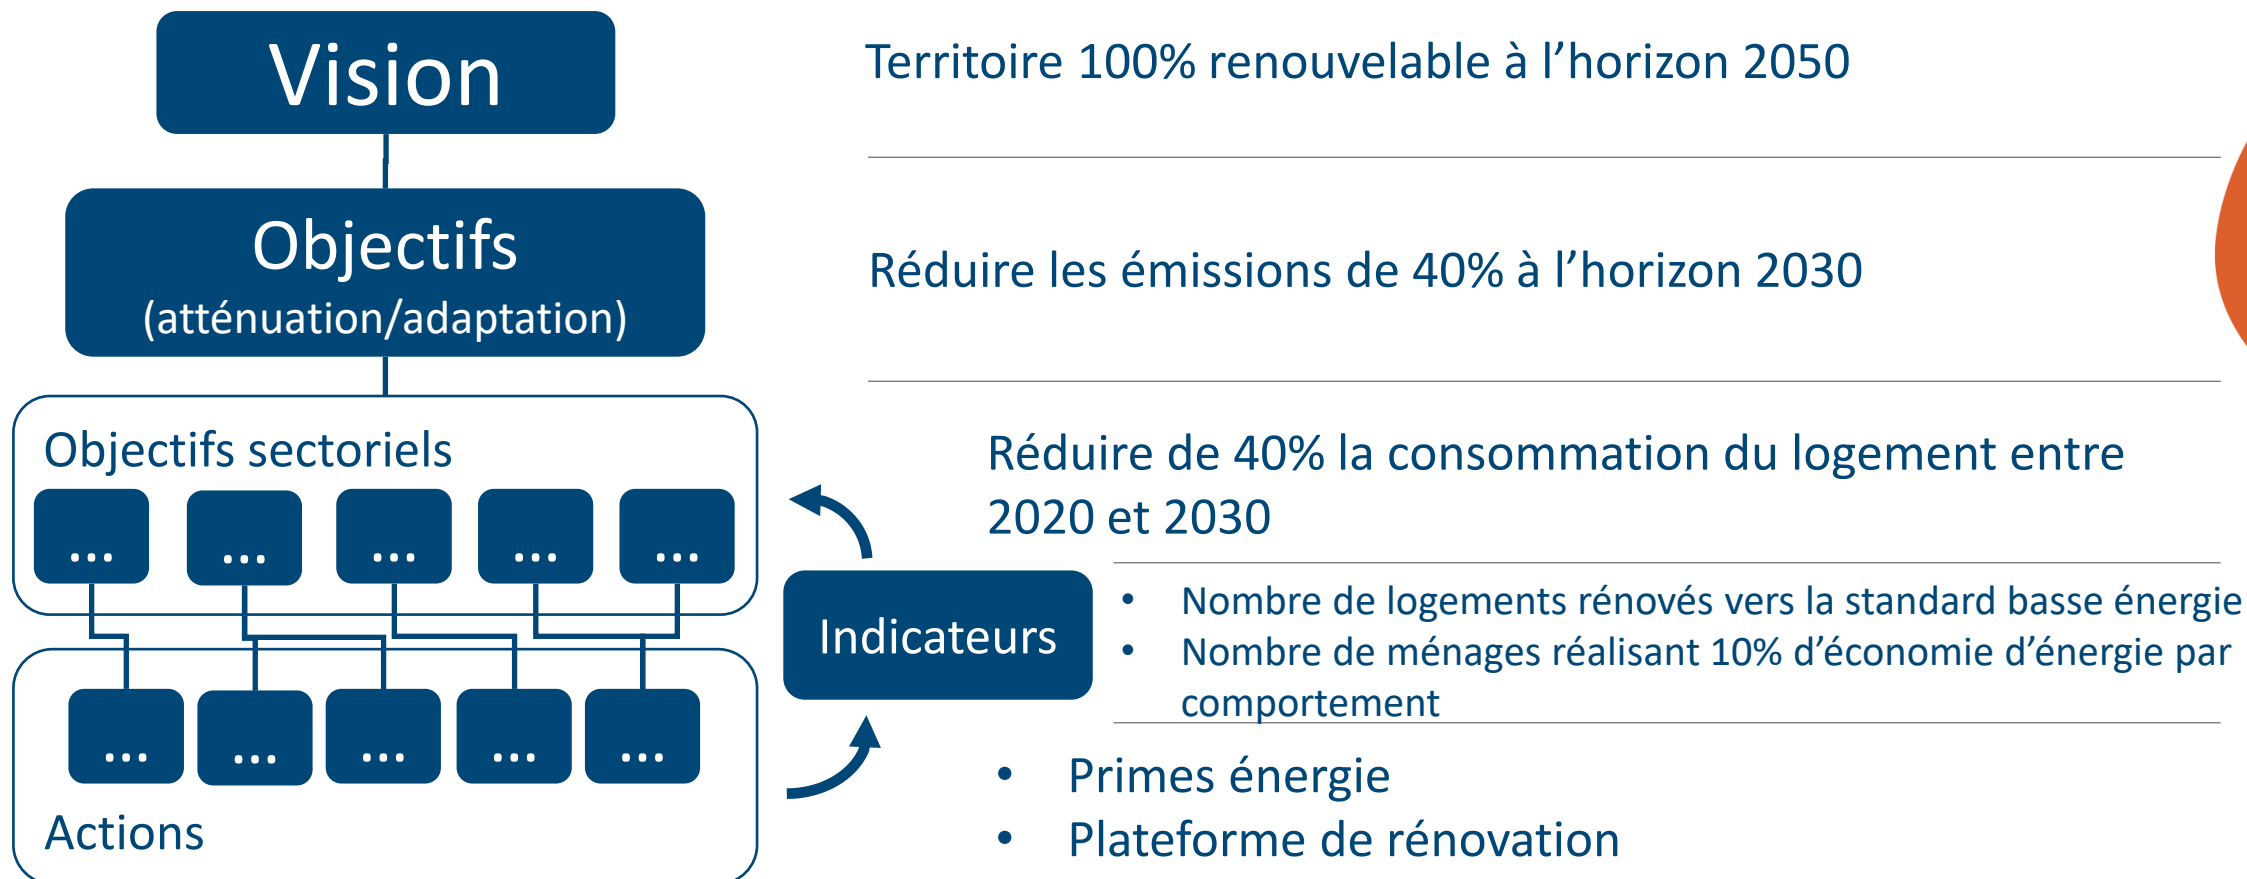 Vision
Territoire 100% renouvelable à l’horizon 2050
Objectifs
(atténuation/adaptation)
Réduire les émissions de 40% à l’horizon 2030
Objectifs sectoriels
... ... ... ... ...
Réduire de 40% la consommation du logement entre
2020 et 2030
Indicateurs
• Nombre de logements rénovés vers la standard basse énergie
• Nombre de ménages réalisant 10% d’économie d’énergie par
comportement
... ... ... ... ...
Actions
• Primes énergie
• Plateforme de rénovation